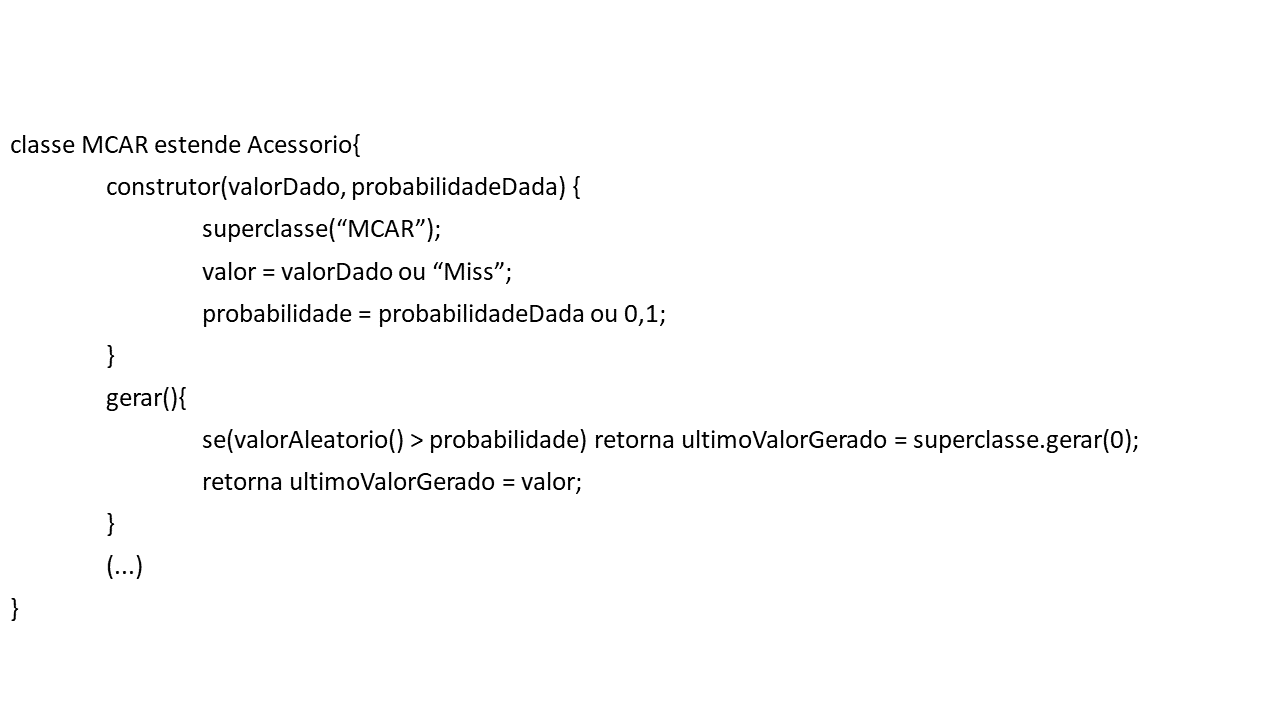 classe MCAR estende Acessorio{
construtor(valorDado, probabilidadeDada) {
superclasse(“MCAR”);
valor = valorDado ou “Miss”;
probabilidade = probabilidadeDada ou 0,1;
}
gerar(){
se(valorAleatorio() > probabilidade) retorna ultimoValorGerado = superclasse.gerar(0);
retorna ultimoValorGerado = valor;
}
(...)
}